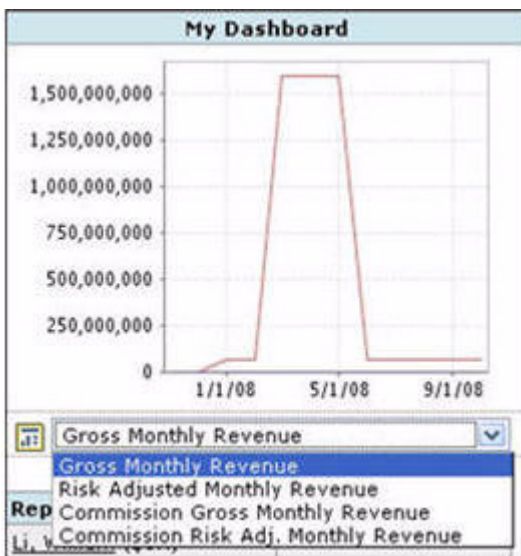 My Dashboard
1,500,000,000
1,250,000,000
1,000,000,000
750,000,000
500,000,000
250,000,000
0
1/1/08 5/1/08 9/1/08
Gross Monthly Revenue
Gross Monthly Revenue
Risk Adjusted Monthly Revenue
Commission Gross Monthly Revenue
Commission Risk Adj. Monthly Revenue
Rep
Li,